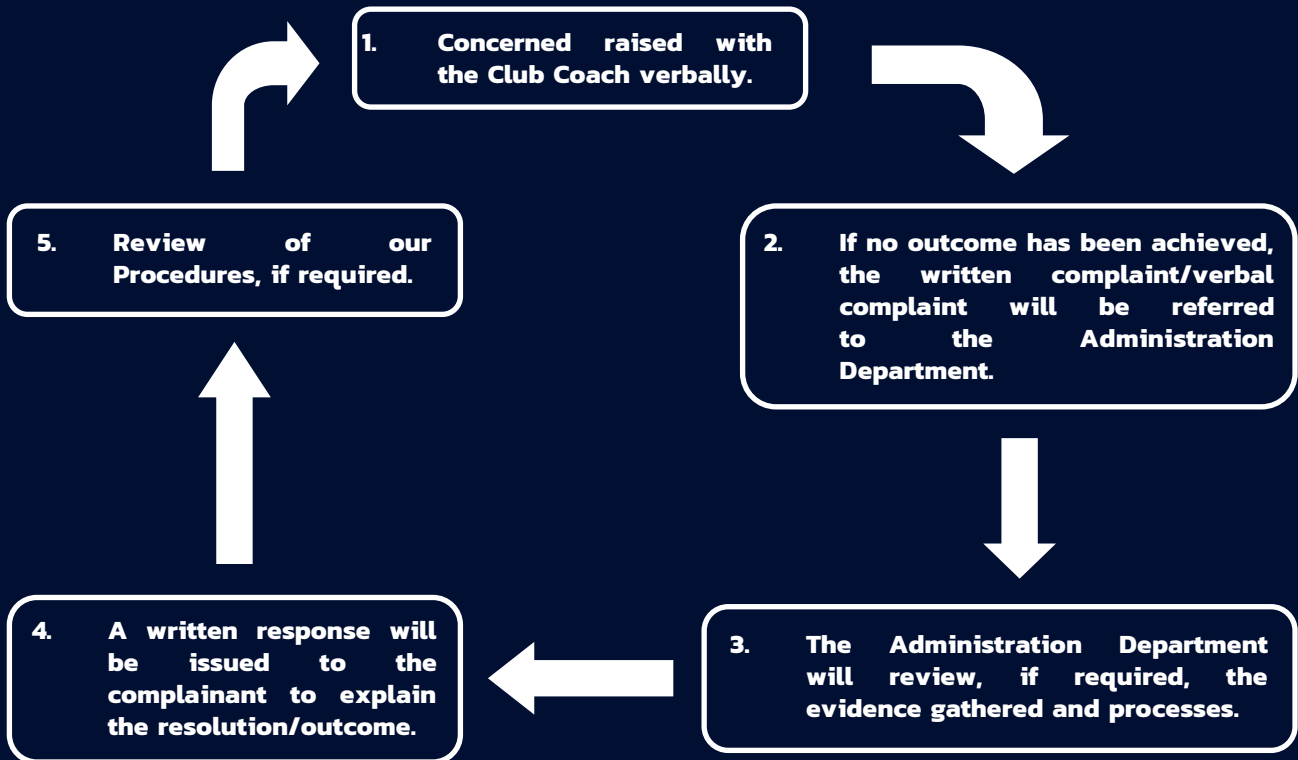 1. Concerned raised with
the Club Coach verbally.
2. If no outcome has been achieved,
the written complaint/verbal
complaint will be referred
to the Administration
Department.
3. The Administration Department
will review, if required, the
evidence gathered and processes.
4. A written response will
be issued to the
complainant to explain
the resolution/outcome.
5. Review of our
Procedures, if required.